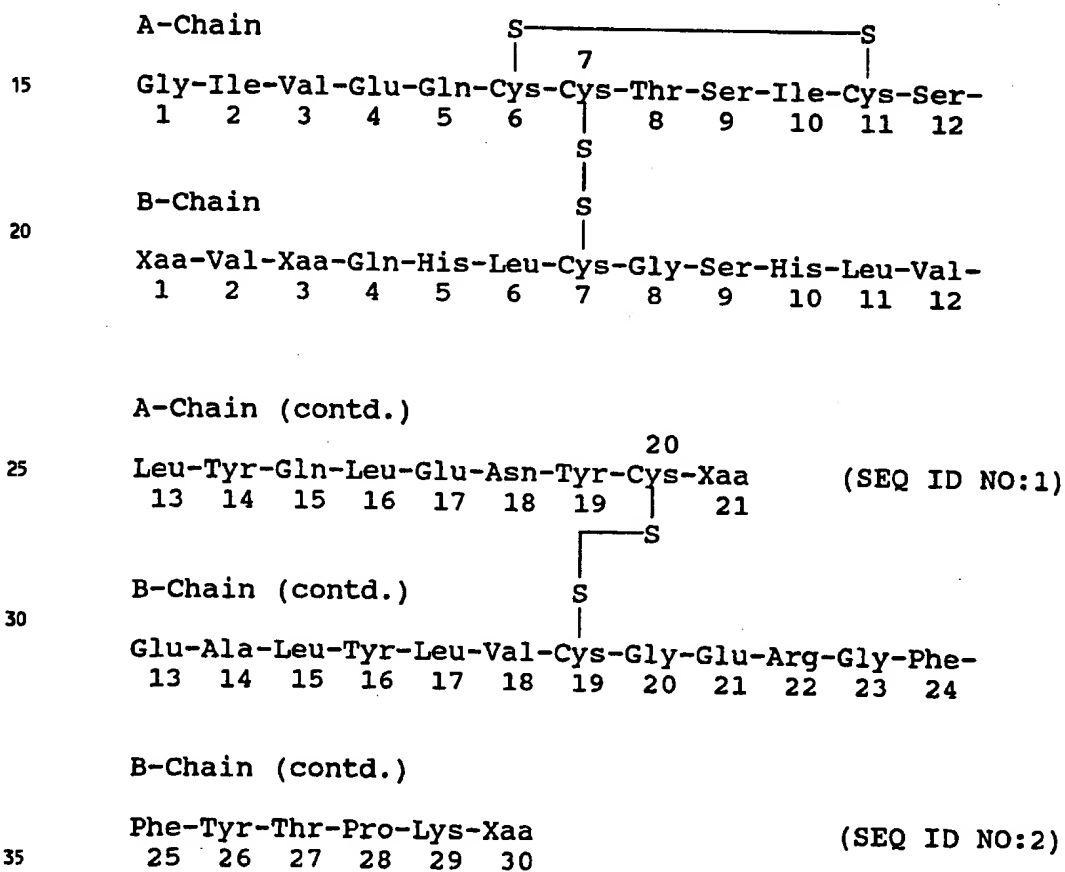 A-Chain
S S
7
15 Gly-Ile-Val-Glu-Gln-Cys-Cys-Thr-Ser-Ile-Cys-Ser-
1 2 3 4 5 6 8 9 10 11 12
S
B-Chain S
20
Xaa-Val-Xaa-Gln-His-Leu-Cys-Gly-Ser-His-Leu-Val-
1 2 3 4 5 6 7 8 9 10 11 12
A-Chain (contd.)
20
25 Leu-Tyr-Gln-Leu-Glu-Asn-Tyr-Cys-Xaa (SEQ ID NO:1)
13 14 15 16 17 18 19 21
S
B-Chain (contd.) S
30
Glu-Ala-Leu-Tyr-Leu-Val-Cys-Gly-Glu-Arg-Gly-Phe-
13 14 15 16 17 18 19 20 21 22 23 24
B-Chain (contd.)
Phe-Tyr-Thr-Pro-Lys-Xaa (SEQ ID NO:2)
35 25 26 27 28 29 30